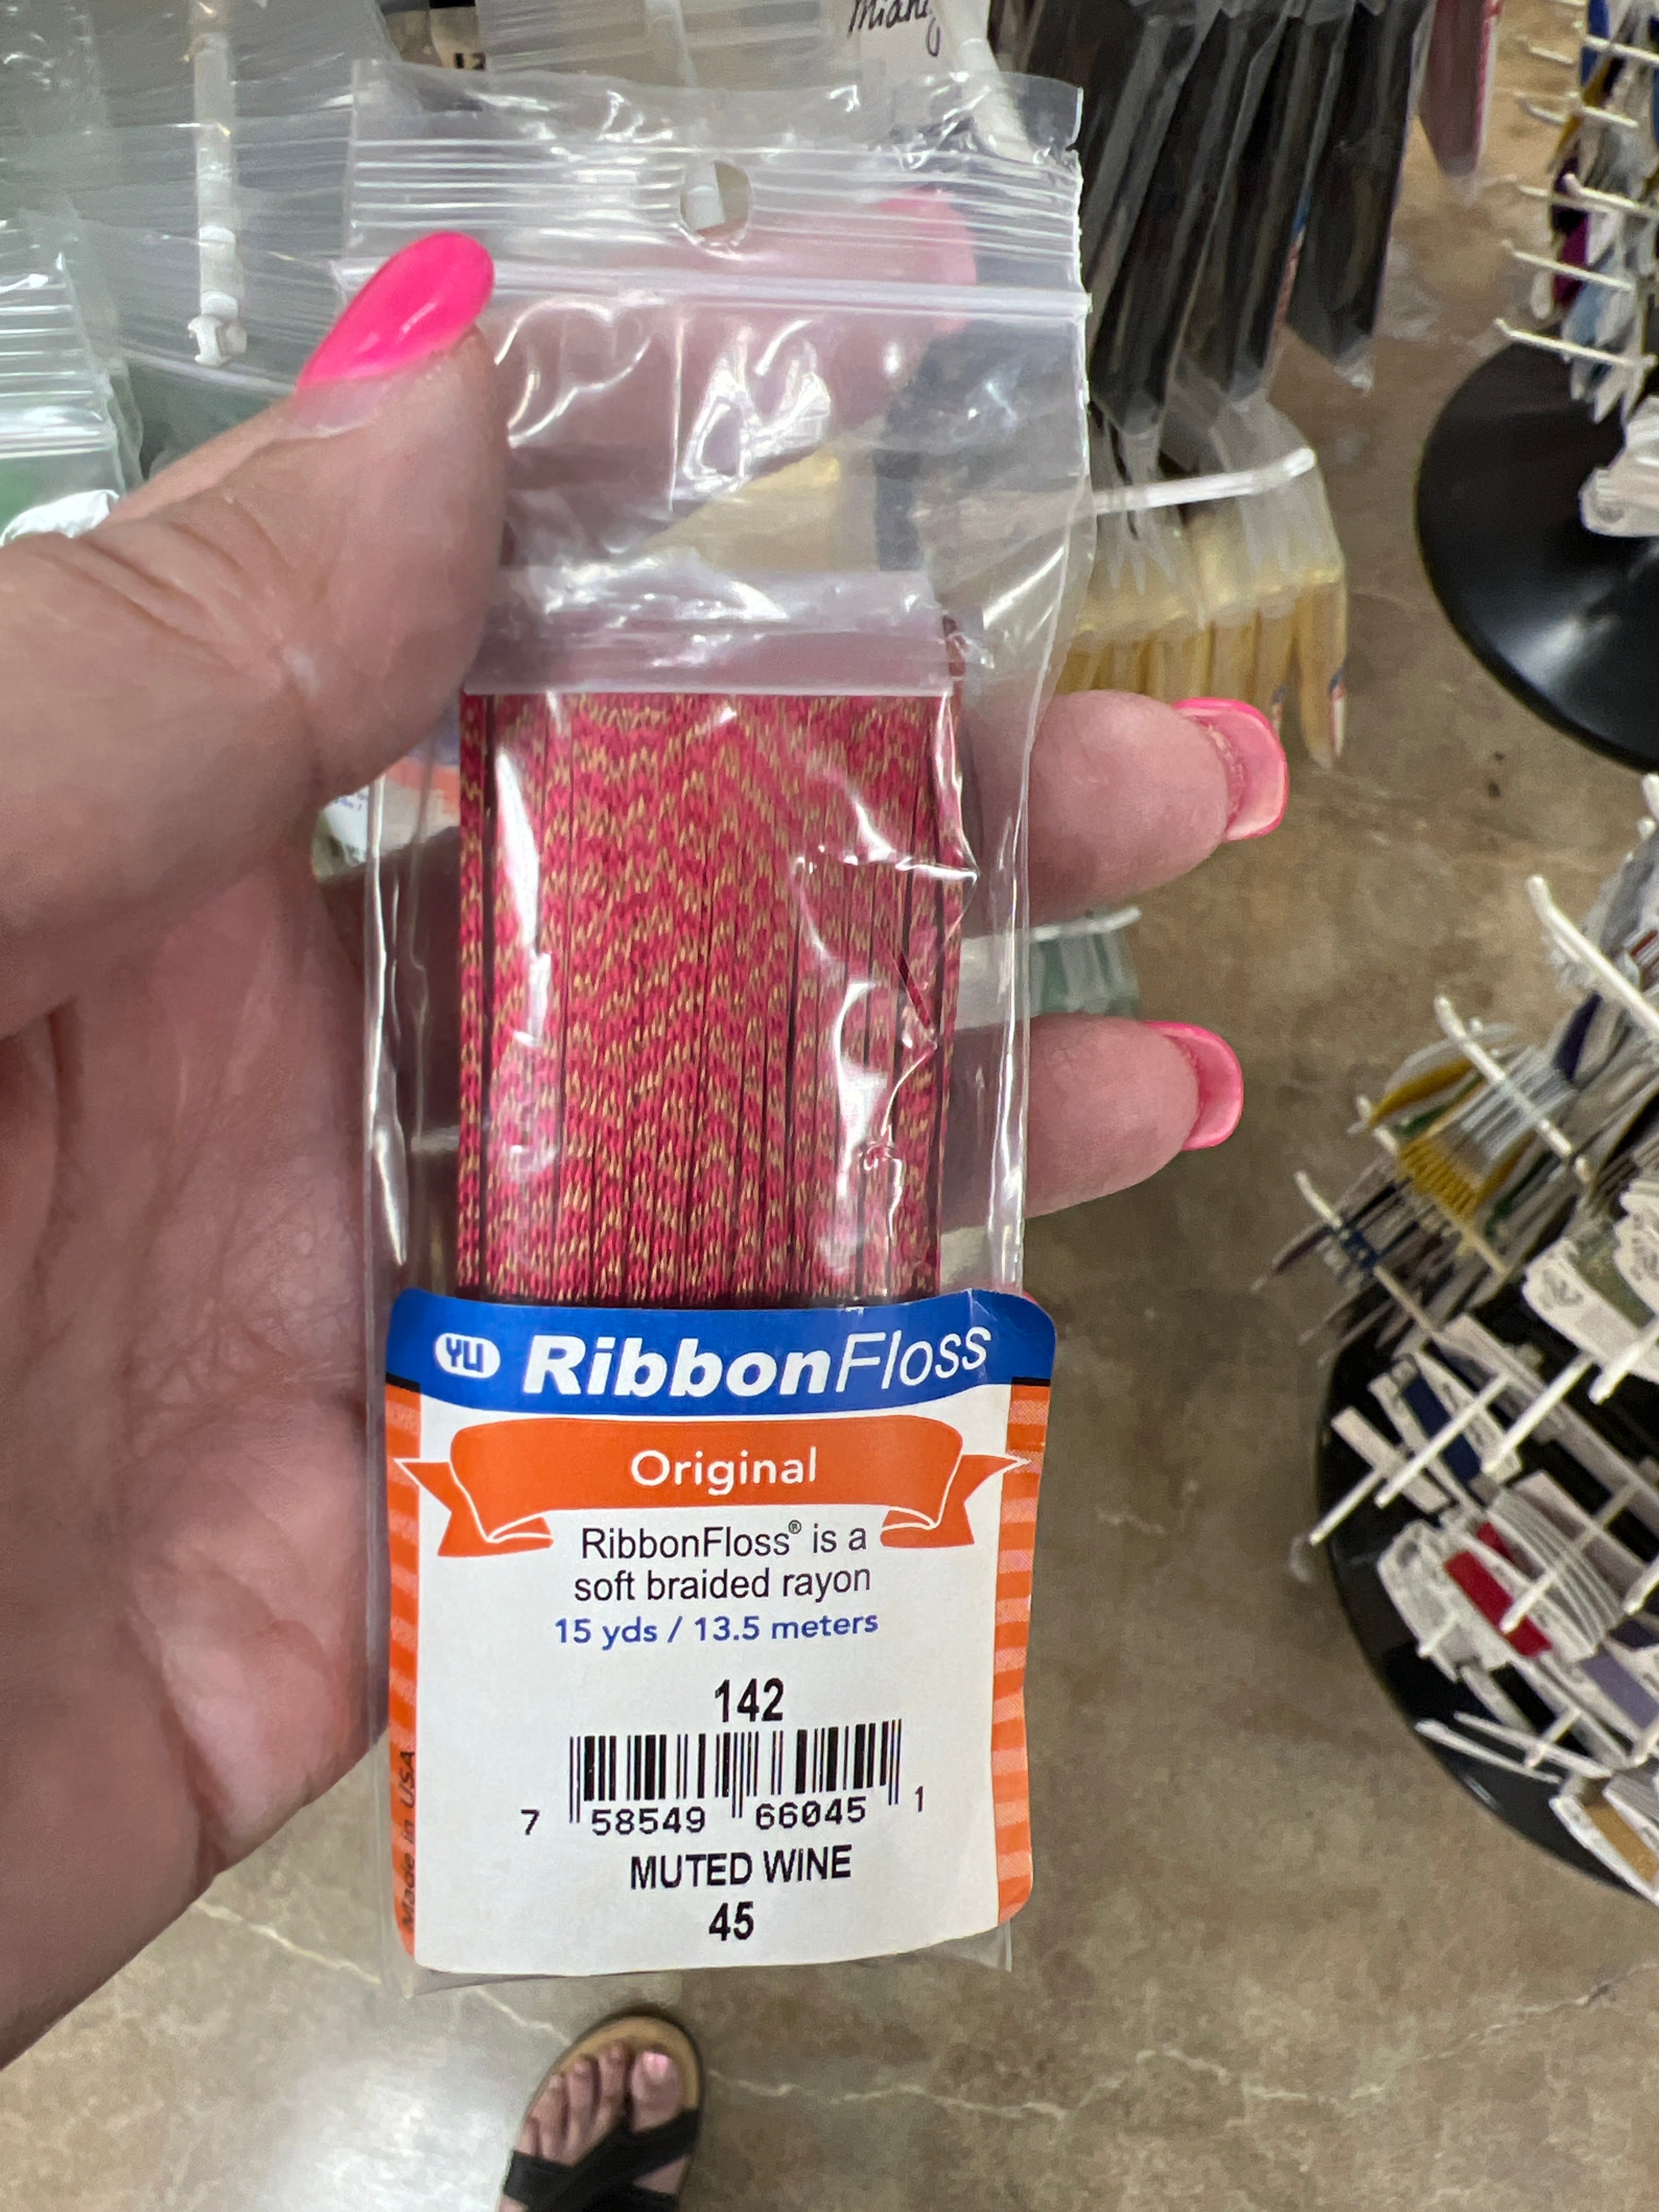 YLI RibbonFloss
Original
RibbonFloss® is a
soft braided rayon
15 yds / 13.5 meters
142
7 58549 66045 1
MUTED WINE
45
Made in USA